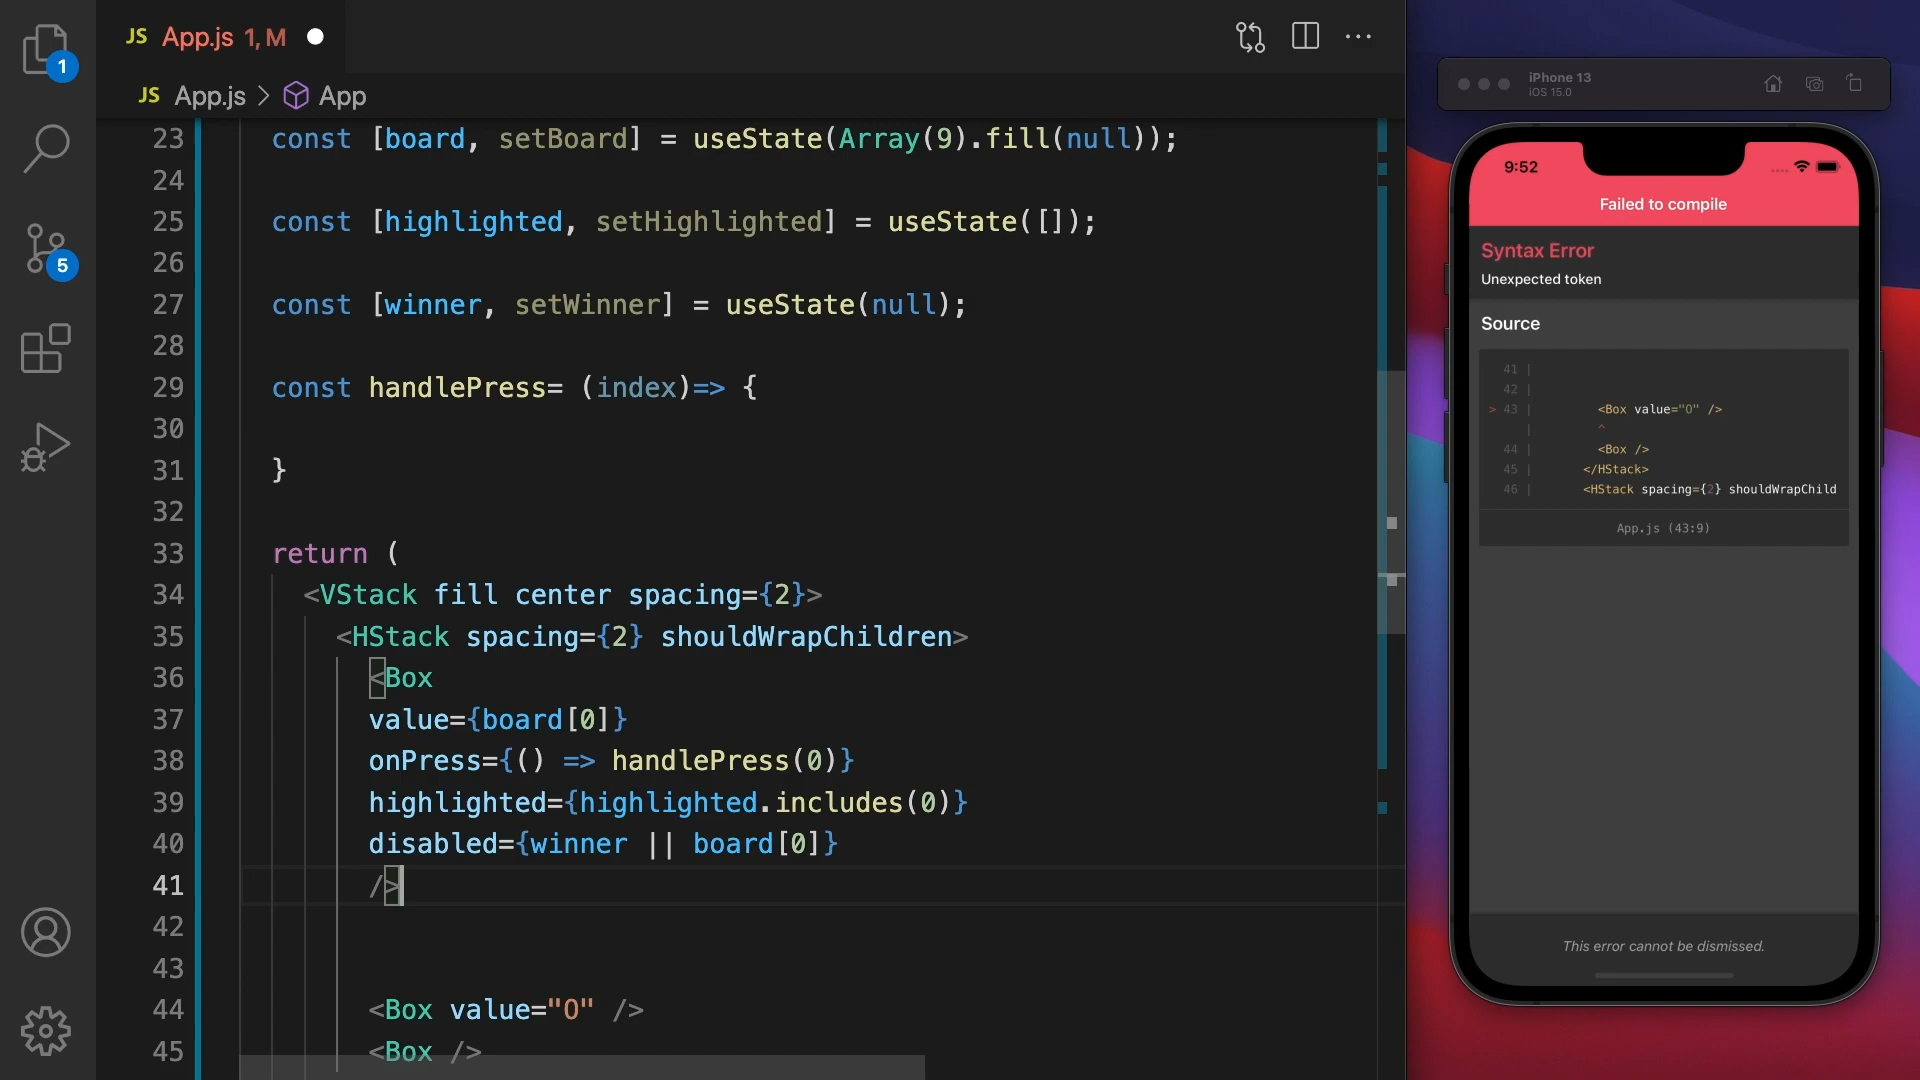 1
5
JS App.js 1, M
JS App.js > App
23 const [board, setBoard] = useState(Array(9).fill(null));
24
25 const [highlighted, setHighlighted] = useState([]);
26
27 const [winner, setWinner] = useState(null);
28
29 const handlePress= (index)=> {
30
31 }
32
33 return (
34 <VStack fill center spacing={2}>
35 <HStack spacing={2} shouldWrapChildren>
36 <Box
37 value={board[0]}
38 onPress={() => handlePress(0)}
39 highlighted={highlighted.includes(0)}
40 disabled={winner || board[0]}
41 />
42
43
44 <Box value="O" />
45 <Box />
iPhone 13
iOS 15.0
9:52
Failed to compile
Syntax Error
Unexpected token
Source
41 |
42 |
> 43 | <Box value="O" />
| ^
44 | <Box />
45 | </HStack>
46 | <HStack spacing={2} shouldWrapChild
App.js (43:9)
This error cannot be dismissed.